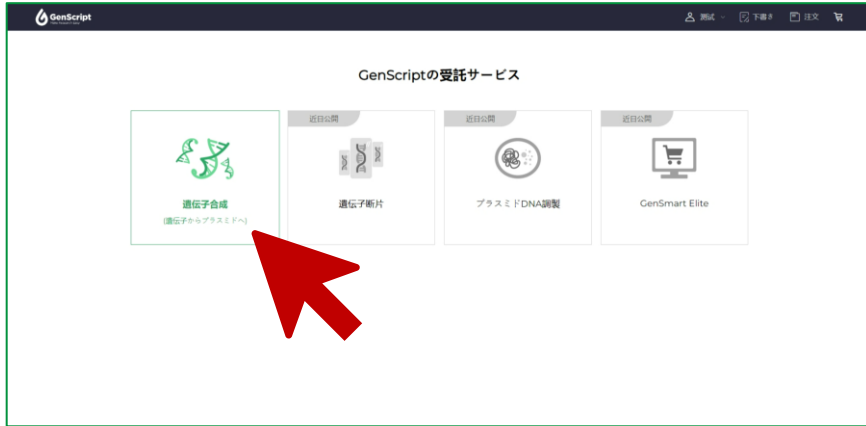 GenScript
測試
下書き
注文
GenScriptの受託サービス
近日公開
近日公開
近日公開
遺伝子合成
(遺伝子からプラスミドへ)
遺伝子断片
プラスミドDNA調製
GenSmart Elite